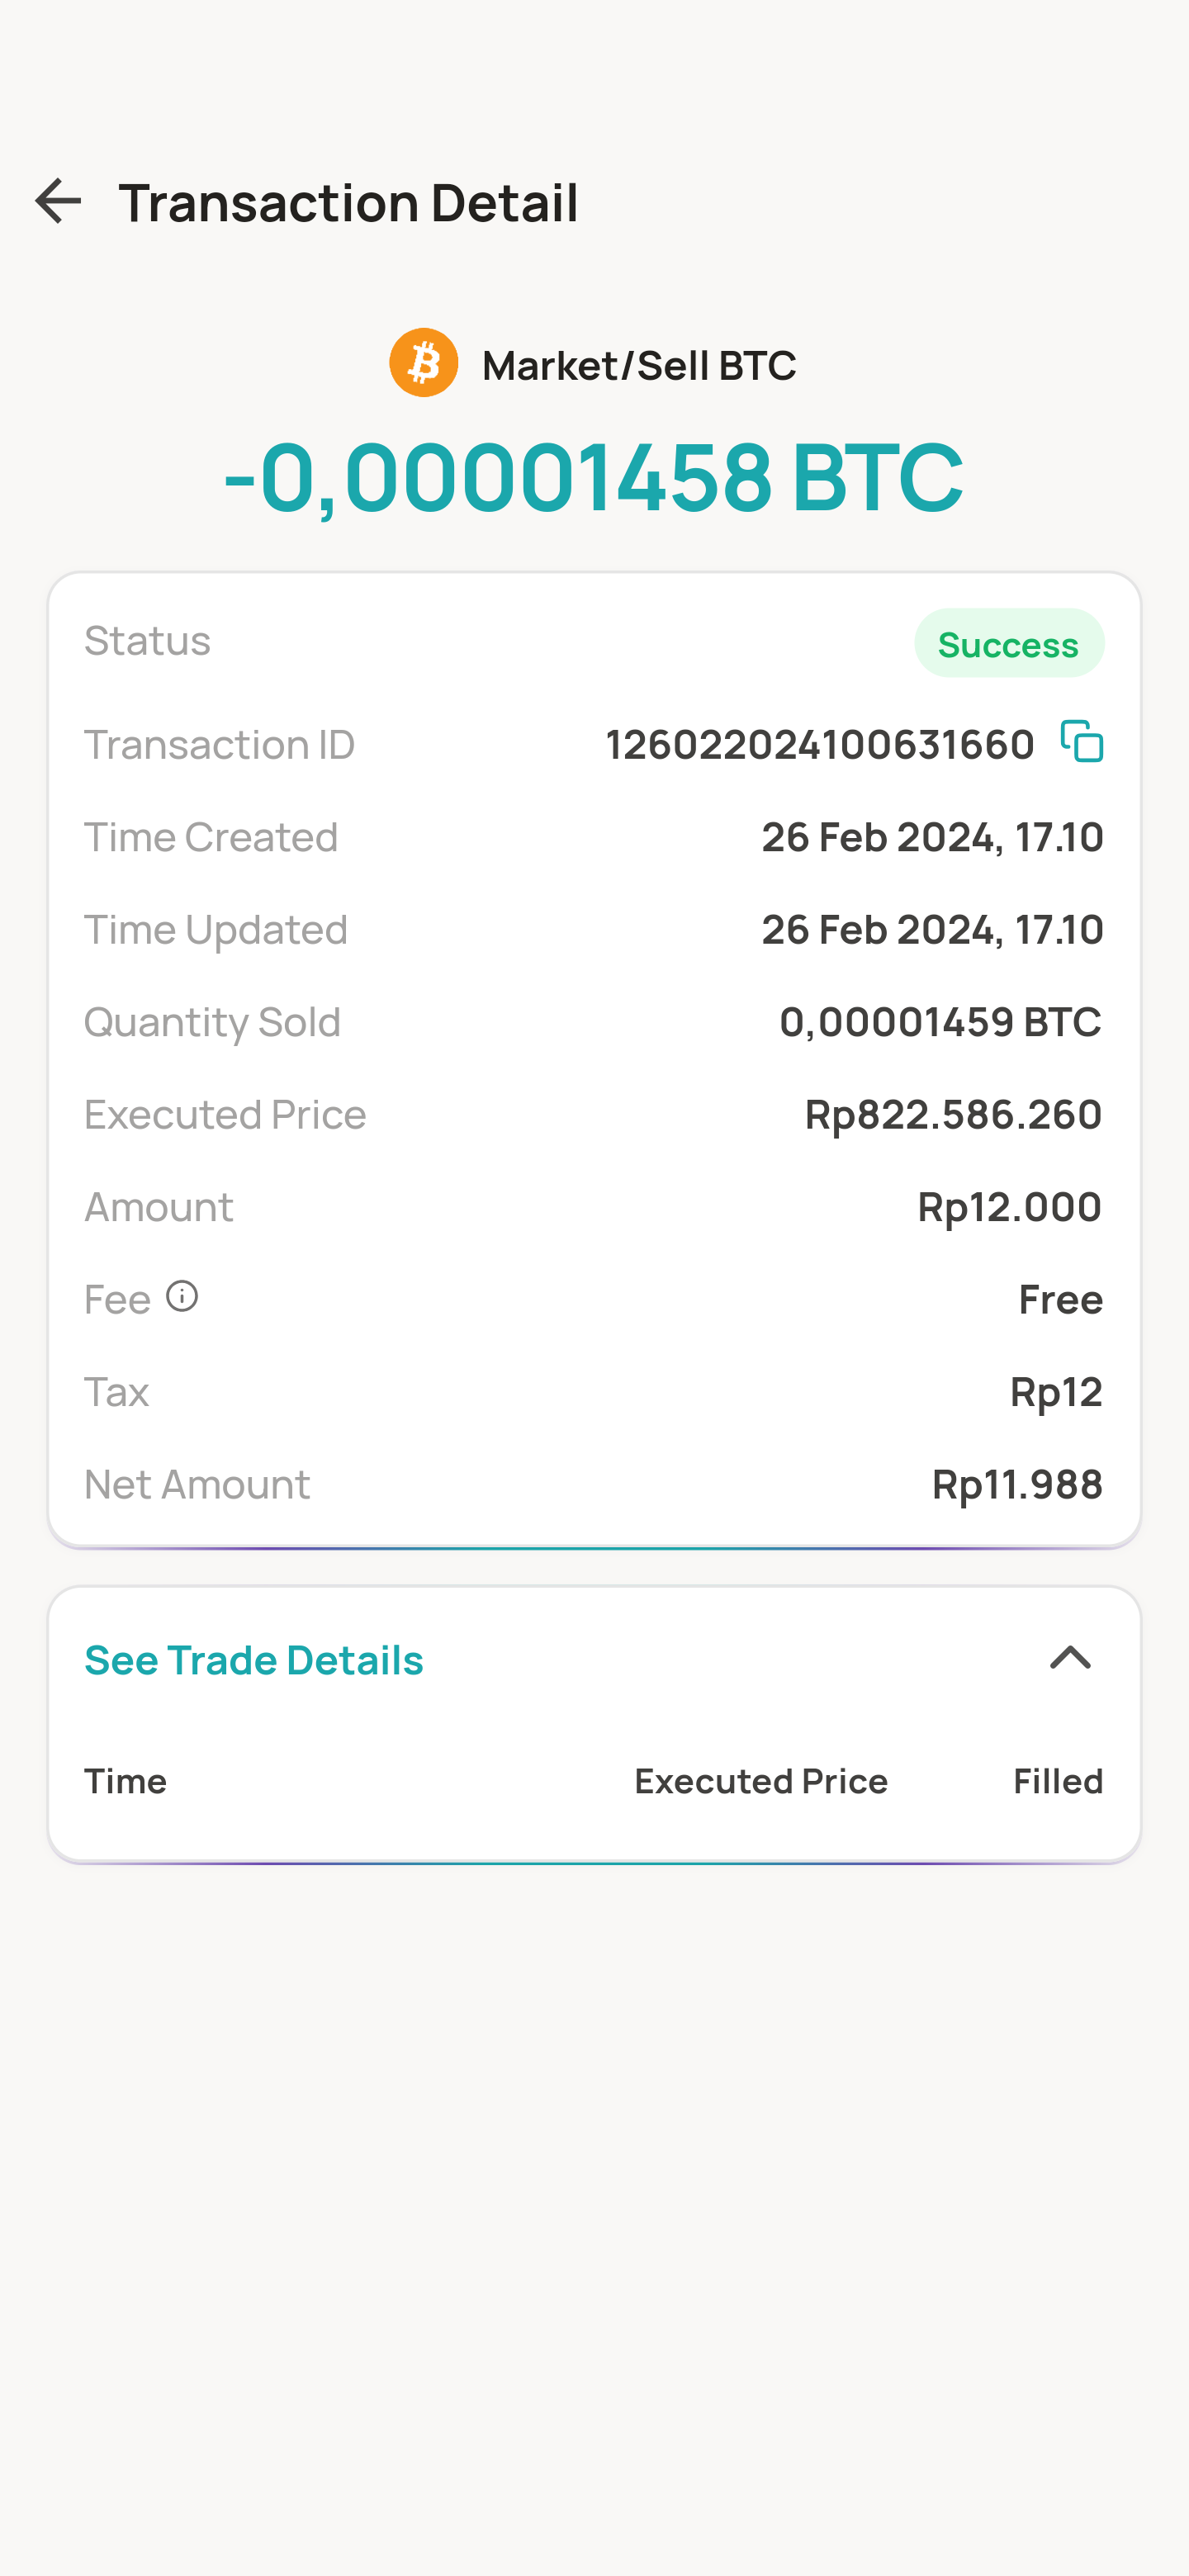 Transaction Detail
Market/Sell BTC
-0,00001458 BTC
Status Success
Transaction ID 126022024100631660
Time Created 26 Feb 2024, 17.10
Time Updated 26 Feb 2024, 17.10
Quantity Sold 0,00001459 BTC
Executed Price Rp822.586.260
Amount Rp12.000
Fee Free
Tax Rp12
Net Amount Rp11.988
See Trade Details
Time Executed Price Filled